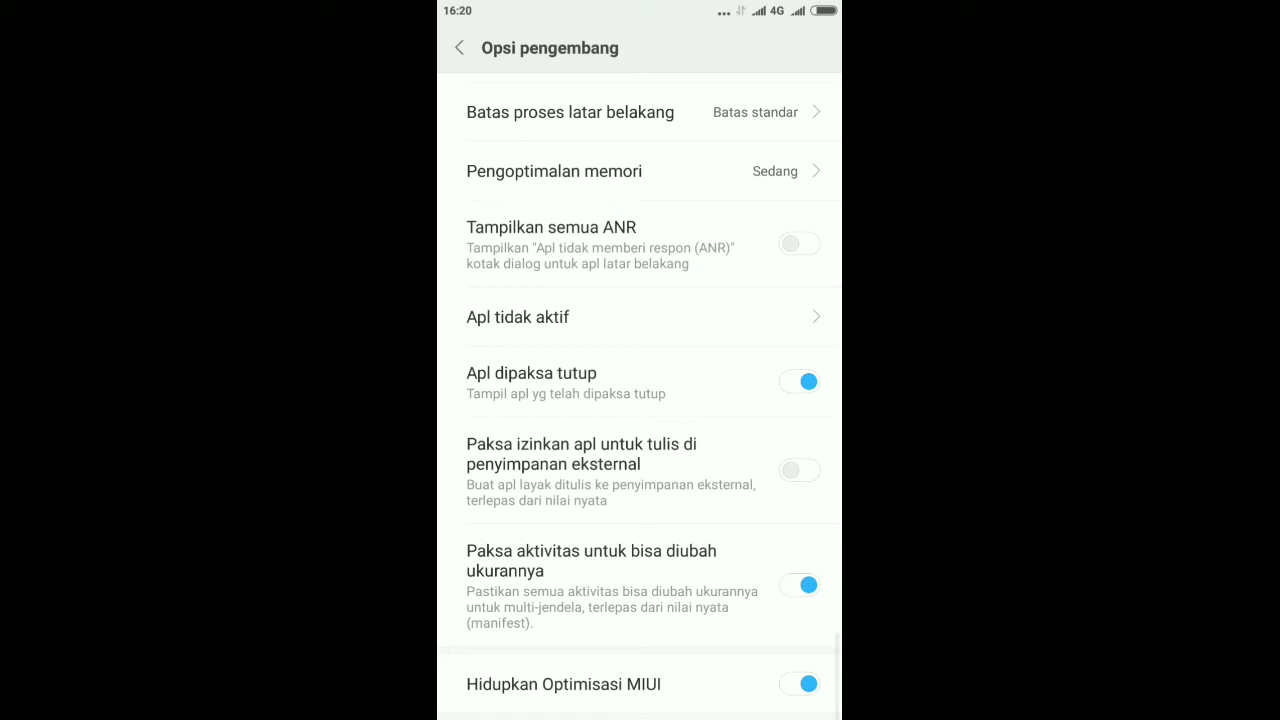 16:20
... 4G
Opsi pengembang
Batas proses latar belakang Batas standar
Pengoptimalan memori Sedang
Tampilkan semua ANR
Tampilkan "Apl tidak memberi respon (ANR)"
kotak dialog untuk apl latar belakang
Apl tidak aktif
Apl dipaksa tutup
Tampil apl yg telah dipaksa tutup
Paksa izinkan apl untuk tulis di
penyimpanan eksternal
Buat apl layak ditulis ke penyimpanan eksternal,
terlepas dari nilai nyata
Paksa aktivitas untuk bisa diubah
ukurannya
Pastikan semua aktivitas bisa diubah ukurannya
untuk multi-jendela, terlepas dari nilai nyata
(manifest).
Hidupkan Optimisasi MIUI